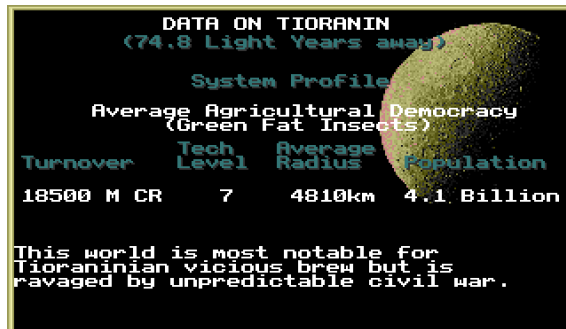 DATA ON TIORANIN
(74.8 Light Years away)
System Profile
Average Agricultural Democracy
(Green Fat Insects)
Turnover Tech Level Average Radius Population
18500 M CR 7 4810km 4.1 Billion
This world is most notable for
Tioraninian vicious brew but is
ravaged by unpredictable civil war.